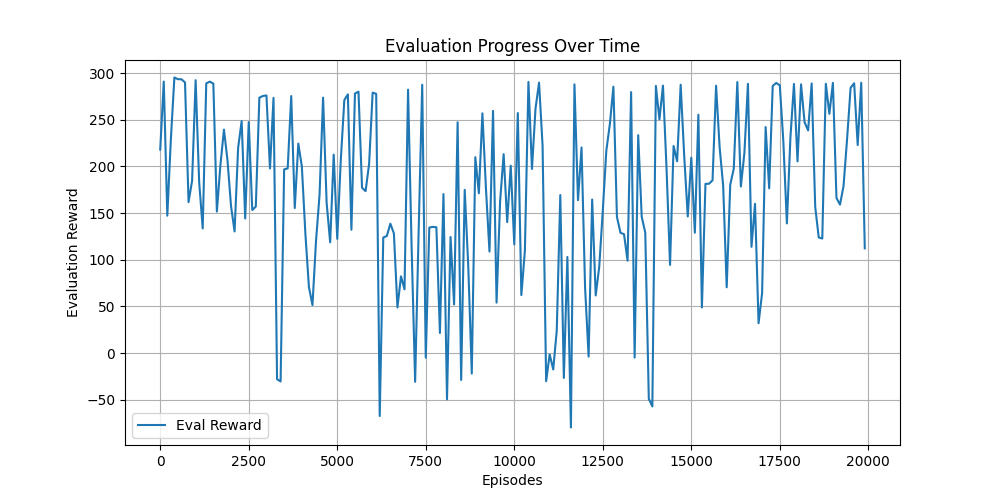 Evaluation Progress Over Time
Evaluation Reward
300
250
200
150
100
50
0
−50
Eval Reward
0 2500 5000 7500 10000 12500 15000 17500 20000
Episodes